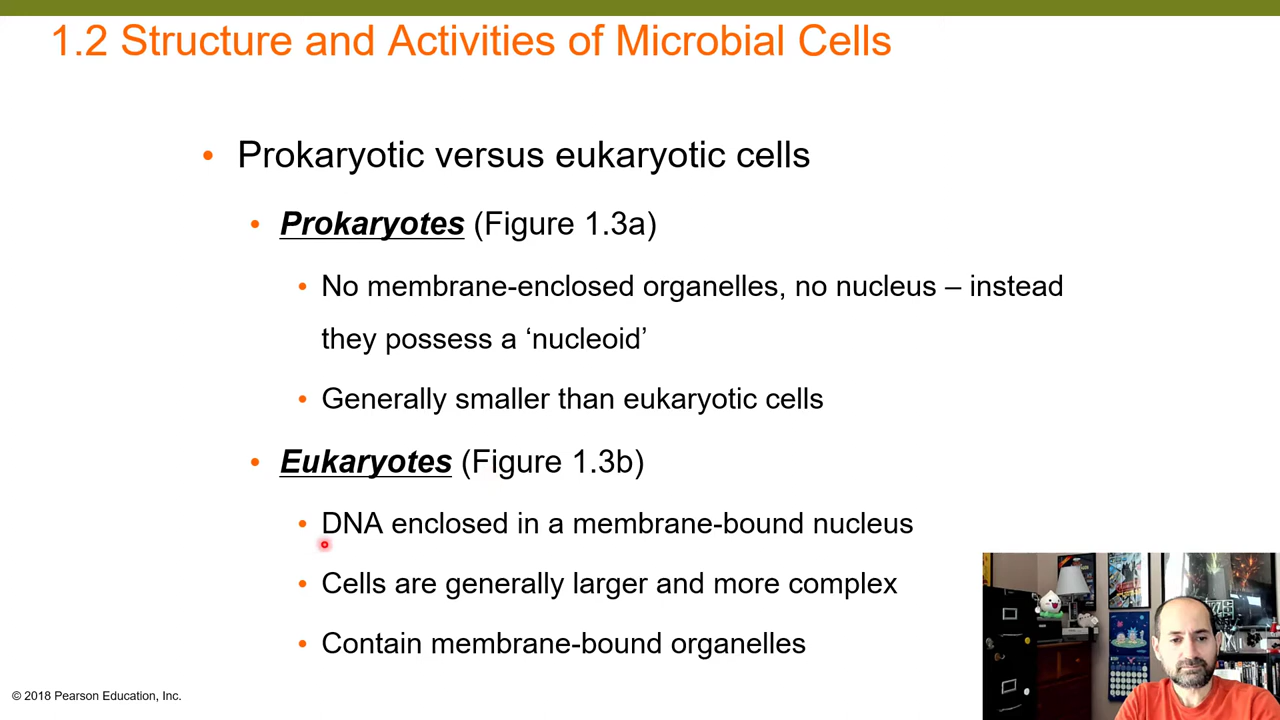 1.2 Structure and Activities of Microbial Cells
• Prokaryotic versus eukaryotic cells
• Prokaryotes (Figure 1.3a)
• No membrane-enclosed organelles, no nucleus – instead
they possess a ‘nucleoid’
• Generally smaller than eukaryotic cells
• Eukaryotes (Figure 1.3b)
• DNA enclosed in a membrane-bound nucleus
• Cells are generally larger and more complex
• Contain membrane-bound organelles
© 2018 Pearson Education, Inc.